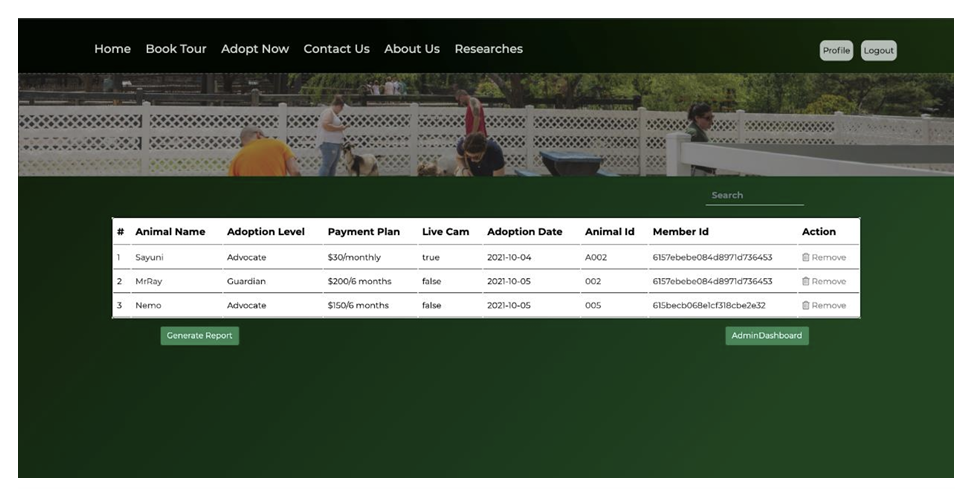 Home Book Tour Adopt Now Contact Us About Us Researches Profile Logout
Search
# Animal Name Adoption Level Payment Plan Live Cam Adoption Date Animal Id Member Id Action
1 Sayuni Advocate $30/monthly true 2021-10-04 A002 6157ebebe084d8971d736453 Remove
2 MrRay Guardian $200/6 months false 2021-10-05 002 6157ebebe084d8971d736453 Remove
3 Nemo Advocate $150/6 months false 2021-10-05 005 615becb068e1cf318cbe2e32 Remove
Generate Report AdminDashboard